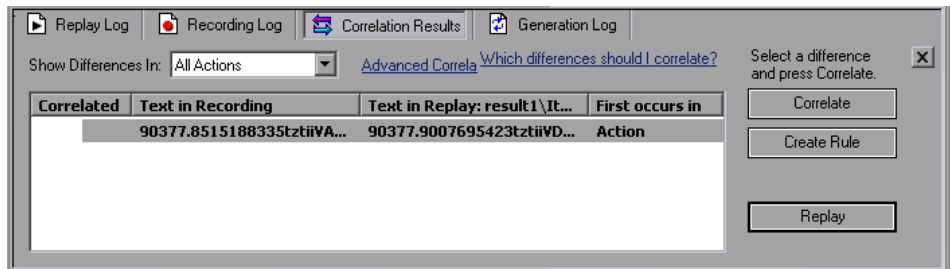 Replay Log Recording Log Correlation Results Generation Log
Show Differences In: All Actions Advanced Correla Which differences should I correlate?
Select a difference
and press Correlate.
Correlated Text in Recording Text in Replay: result1\It... First occurs in
90377.8515188335tztii¥A... 90377.9007695423tztii¥D... Action
Correlate
Create Rule
Replay